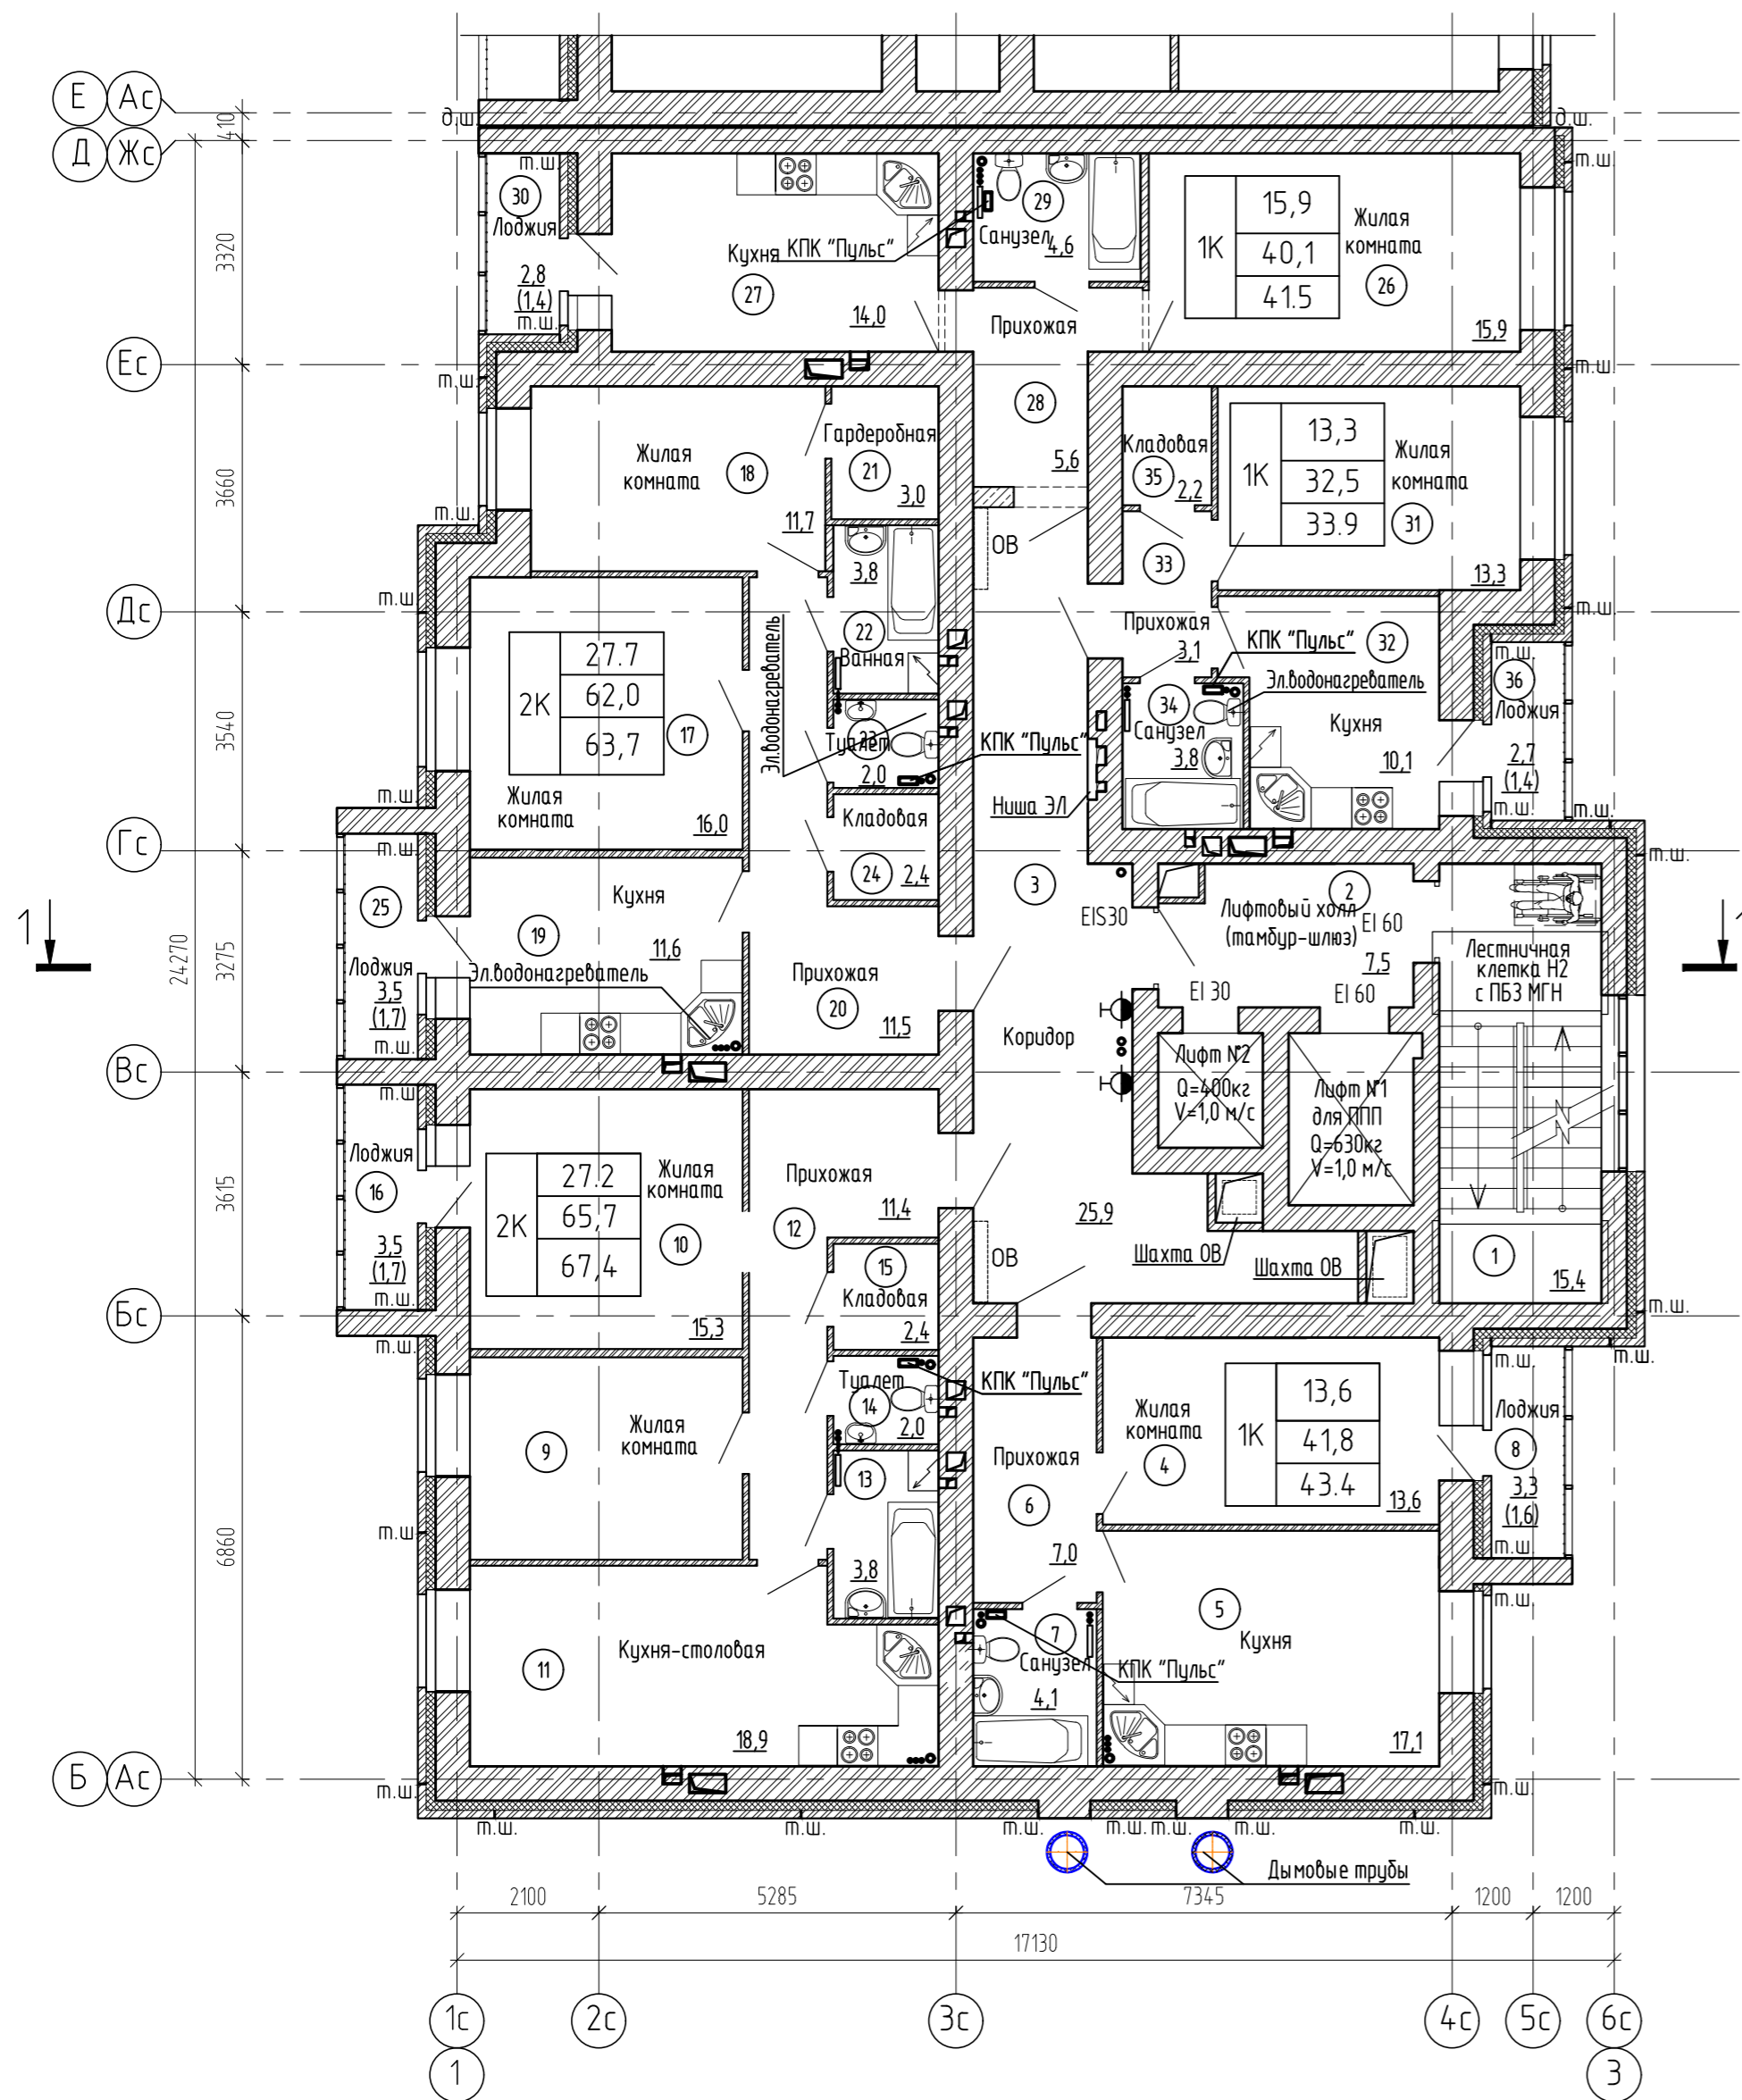 Е
Ас
Д
Жс
410
д.ш.
д.ш.
т.ш.
т.ш.
30
Лоджия
2,8
(1,4)
т.ш.
3320
Кухня
КПК "Пульс"
27
14,0
29
Санузел
4,6
Прихожая
1К
15,9
40,1
41.5
Жилая
комната
26
15,9
Ес
т.ш.
т.ш.
28
5,6
Гардеробная
21
3,0
Жилая
комната
18
11,7
Кладовая
35
2,2
1К
13,3
32,5
33.9
Жилая
комната
31
13,3
3660
т.ш.
ОВ
33
3,8
22
Ванная
Дс
т.ш.
т.ш.
Прихожая
3,1
КПК "Пульс"
32
Эл.водонагреватель
т.ш.
36
Лоджия
2,7
(1,4)
т.ш.
т.ш.
2К
27.7
62,0
63,7
17
Жилая
комната
16,0
Эл.водонагреватель
23
Туалет
2,0
КПК "Пульс"
34
Санузел
3,8
Кухня
10,1
3540
т.ш.
Ниша ЭЛ
Кладовая
24
2,4
Гс
т.ш.
т.ш.
3
2
EIS30
Лифтовый холл
(тамбур-шлюз)
EI 60
7,5
EI 30
EI 60
Лестничная
клетка Н2
с ПБЗ МГН
1
1
25
Лоджия
3,5
(1,7)
т.ш.
Кухня
19
11,6
Эл.водонагреватель
Прихожая
20
11,5
24270
3275
Коридор
Лифт №2
Q=400кг
V=1,0 м/с
Лифт №1
для ППП
Q=630кг
V=1,0 м/с
Вс
т.ш.
Лоджия
16
3,5
(1,7)
т.ш.
2К
27.2
65,7
67,4
Жилая
комната
10
15,3
Прихожая
12
11,4
3615
25,9
Шахта ОВ
Шахта ОВ
ОВ
1
15,4
15
Кладовая
2,4
Бс
т.ш.
т.ш.
т.ш.
т.ш.
Туалет
14
2,0
КПК "Пульс"
Жилая
комната
9
13
3,8
Прихожая
6
7,0
Жилая
комната
4
1К
13,6
41,8
43.4
13,6
Лоджия
8
3,3
(1,6)
т.ш.
т.ш.
6860
т.ш.
Кухня-столовая
11
18,9
7
Санузел
4,1
КПК "Пульс"
5
Кухня
17,1
Б
Ас
т.ш.
т.ш.
т.ш.
т.ш.
т.ш.
т.ш.
т.ш.
т.ш.
т.ш.
Дымовые трубы
2100
5285
7345
1200
1200
17130
1с
2с
3с
4с
5с
6с
1
3